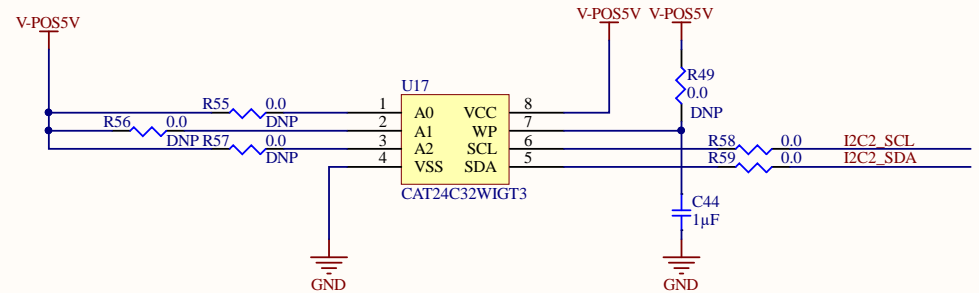 V-POS5V
V-POS5V V-POS5V
R49
0.0
DNP
U17
R55 0.0
DNP
1 A0 VCC 8
R56 0.0
DNP
2 A1 WP 7
R57 0.0
DNP
3 A2 SCL 6
R58 0.0 I2C2_SCL
4 VSS SDA 5
R59 0.0 I2C2_SDA
CAT24C32WIGT3
C44
1µF
GND
GND